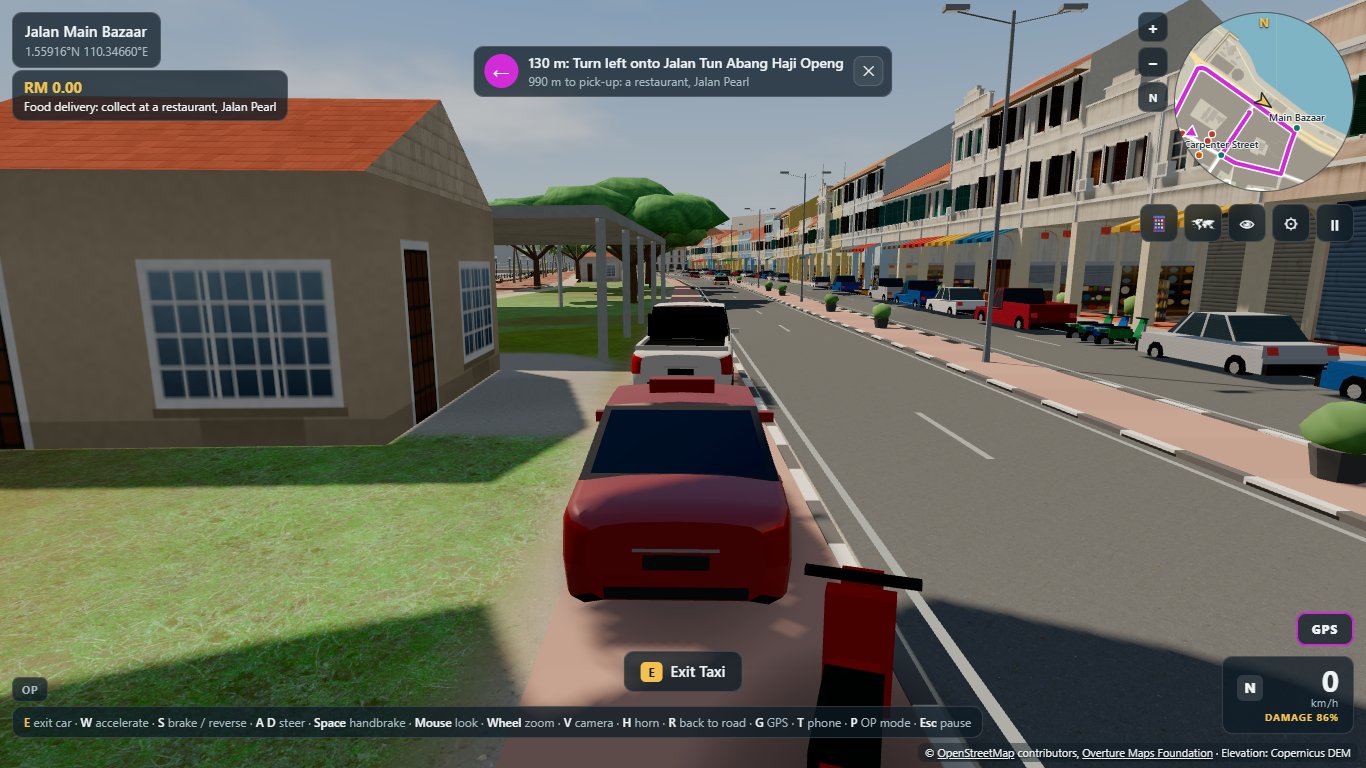 Jalan Main Bazaar
1.55916°N 110.34660°E
RM 0.00
Food delivery: collect at a restaurant, Jalan Pearl
130 m: Turn left onto Jalan Tun Abang Haji Openg
990 m to pick-up: a restaurant, Jalan Pearl
+
−
N
N
Main Bazaar
Carpenter Street
GPS
E Exit Taxi
N
0
km/h
DAMAGE 86%
OP
E exit car · W accelerate · S brake / reverse · A D steer · Space handbrake · Mouse look · Wheel zoom · V camera · H horn · R back to road · G GPS · T phone · P OP mode · Esc pause
© OpenStreetMap contributors, Overture Maps Foundation · Elevation: Copernicus DEM